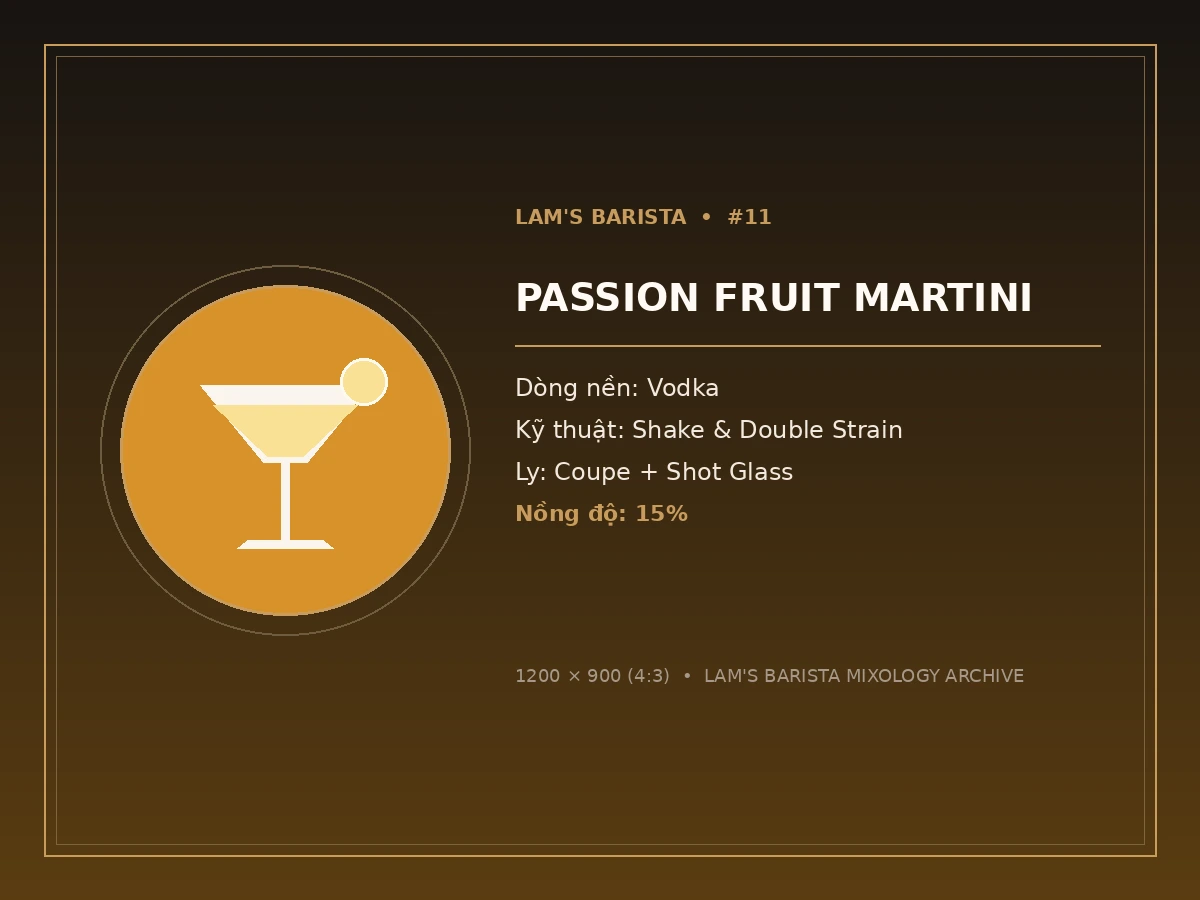 LAM'S BARISTA • #11
PASSION FRUIT MARTINI
Dòng nền: Vodka
Kỹ thuật: Shake & Double Strain
Ly: Coupe + Shot Glass
Nồng độ: 15%
1200 × 900 (4:3) • LAM'S BARISTA MIXOLOGY ARCHIVE